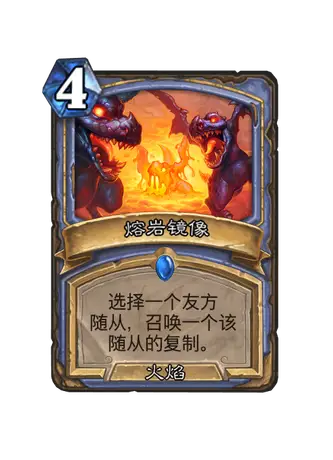 4
熔岩镜像
选择一个友方
随从，召唤一个该
随从的复制。
火焰